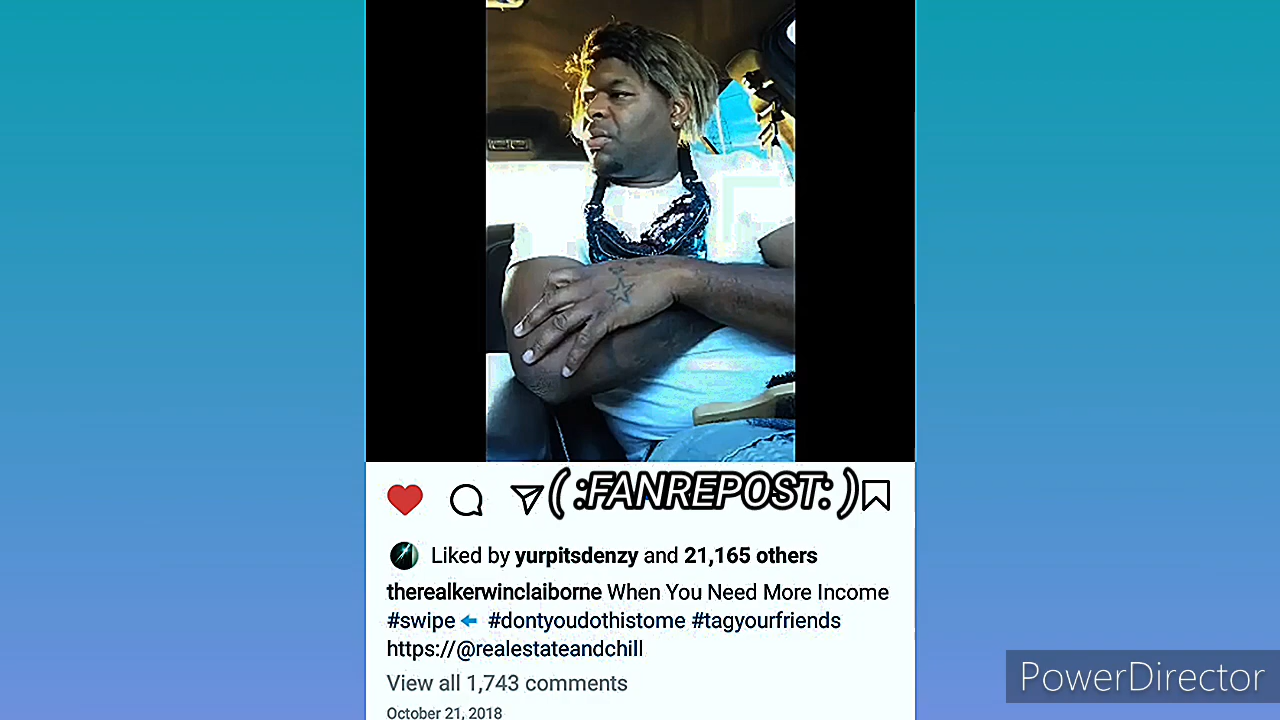 ( :FANREPOST: )
Liked by yurpitsdenzy and 21,165 others
therealkerwinclaiborne When You Need More Income
#swipe⬅ #dontyoudothistome #tagyourfriends
https://@realestateandchill
View all 1,743 comments
October 21, 2018
PowerDirector